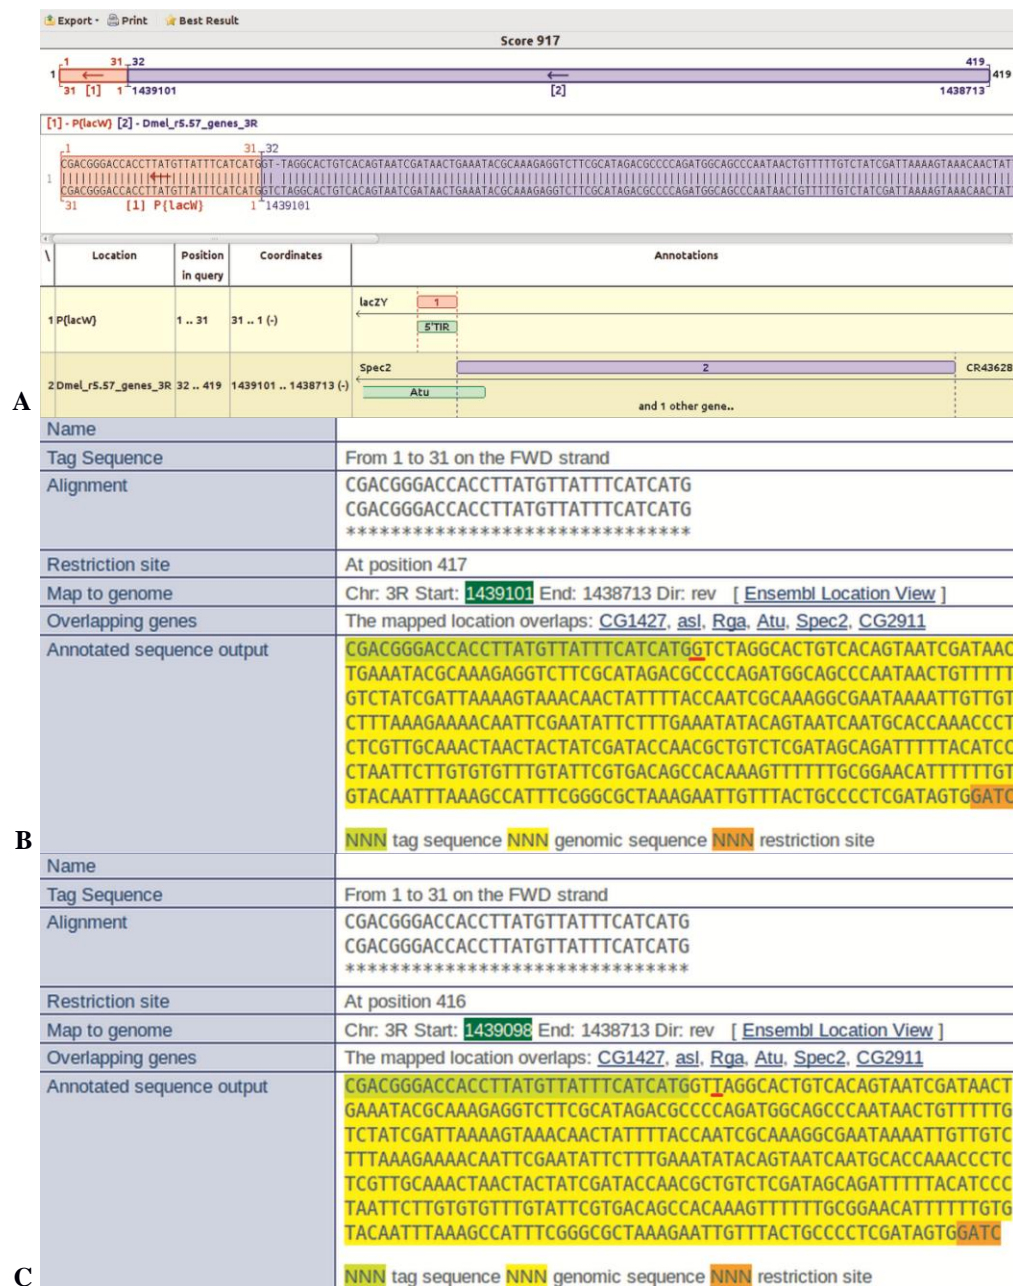 Export Print Best Result
Score 917
1 31 32 419
1 419
31 [1] 1 1439101 [2] 1438713
[1] - P{lacW} [2] - Dmel_r5.57_genes_3R
1 31 32
CGACGGGACCACCTTATGTTATTTCATCATGGT-TAGGCACTGTCACAGTAATCGATAACTGAAATACGCAAAGAGGTCTTCGCATAGACGCCCCAGATGGCAGCCCAATAACTGTTTTTGTCTATCGATTAAAAGTAAACAACTAT
1
CGACGGGACCACCTTATGTTATTTCATCATGGTCTAGGCACTGTCACAGTAATCGATAACTGAAATACGCAAAGAGGTCTTCGCATAGACGCCCCAGATGGCAGCCCAATAACTGTTTTTGTCTATCGATTAAAAGTAAACAACTAT
31 [1] P{lacW} 1 1439101
\ Location Position in query Coordinates Annotations
1 P{lacW} 1 .. 31 31 .. 1 (-) lacZY 1 5'TIR
2 Dmel_r5.57_genes_3R 32 .. 419 1439101 .. 1438713 (-) Spec2 2 CR43628 Atu and 1 other gene..
A
Name
Tag Sequence From 1 to 31 on the FWD strand
Alignment CGACGGGACCACCTTATGTTATTTCATCATG
CGACGGGACCACCTTATGTTATTTCATCATG
*******************************
Restriction site At position 417
Map to genome Chr: 3R Start: 1439101 End: 1438713 Dir: rev [ Ensembl Location View ]
Overlapping genes The mapped location overlaps: CG1427, asl, Rga, Atu, Spec2, CG2911
Annotated sequence output CGACGGGACCACCTTATGTTATTTCATCATGGTCTAGGCACTGTCACAGTAATCGATAAC
TGAAATACGCAAAGAGGTCTTCGCATAGACGCCCCAGATGGCAGCCCAATAACTGTTTTT
GTCTATCGATTAAAAGTAAACAACTATTTTACCAATCGCAAAGGCGAATAAAATTGTTGT
CTTTAAAGAAAACAATTCGAATATTCTTTGAAATATACAGTAATCAATGCACCAAACCCT
CTCGTTGCAAACTAACTACTATCGATACCAACGCTGTCTCGATAGCAGATTTTTACATCC
CTAATTCTTGTGTGTTTGTATTCGTGACAGCCACAAAGTTTTTTGCGGAACATTTTTTGT
GTACAATTTAAAGCCATTTCGGGCGCTAAAGAATTGTTTACTGCCCCTCGATAGTGGATC
B
NNN tag sequence NNN genomic sequence NNN restriction site
Name
Tag Sequence From 1 to 31 on the FWD strand
Alignment CGACGGGACCACCTTATGTTATTTCATCATG
CGACGGGACCACCTTATGTTATTTCATCATG
*******************************
Restriction site At position 416
Map to genome Chr: 3R Start: 1439098 End: 1438713 Dir: rev [ Ensembl Location View ]
Overlapping genes The mapped location overlaps: CG1427, asl, Rga, Atu, Spec2, CG2911
Annotated sequence output CGACGGGACCACCTTATGTTATTTCATCATGGTTAGGCACTGTCACAGTAATCGATAACT
GAAATACGCAAAGAGGTCTTCGCATAGACGCCCCAGATGGCAGCCCAATAACTGTTTTTG
TCTATCGATTAAAAGTAAACAACTATTTTACCAATCGCAAAGGCGAATAAAATTGTTGTC
TTTAAAGAAAACAATTCGAATATTCTTTGAAATATACAGTAATCAATGCACCAAACCCTC
TCGTTGCAAACTAACTACTATCGATACCAACGCTGTCTCGATAGCAGATTTTTACATCCC
TAATTCTTGTGTGTTTGTATTCGTGACAGCCACAAAGTTTTTTGCGGAACATTTTTTGTG
TACAATTTAAAGCCATTTCGGGCGCTAAAGAATTGTTTACTGCCCCTCGATAGTGGATC
C
NNN tag sequence NNN genomic sequence NNN restriction site